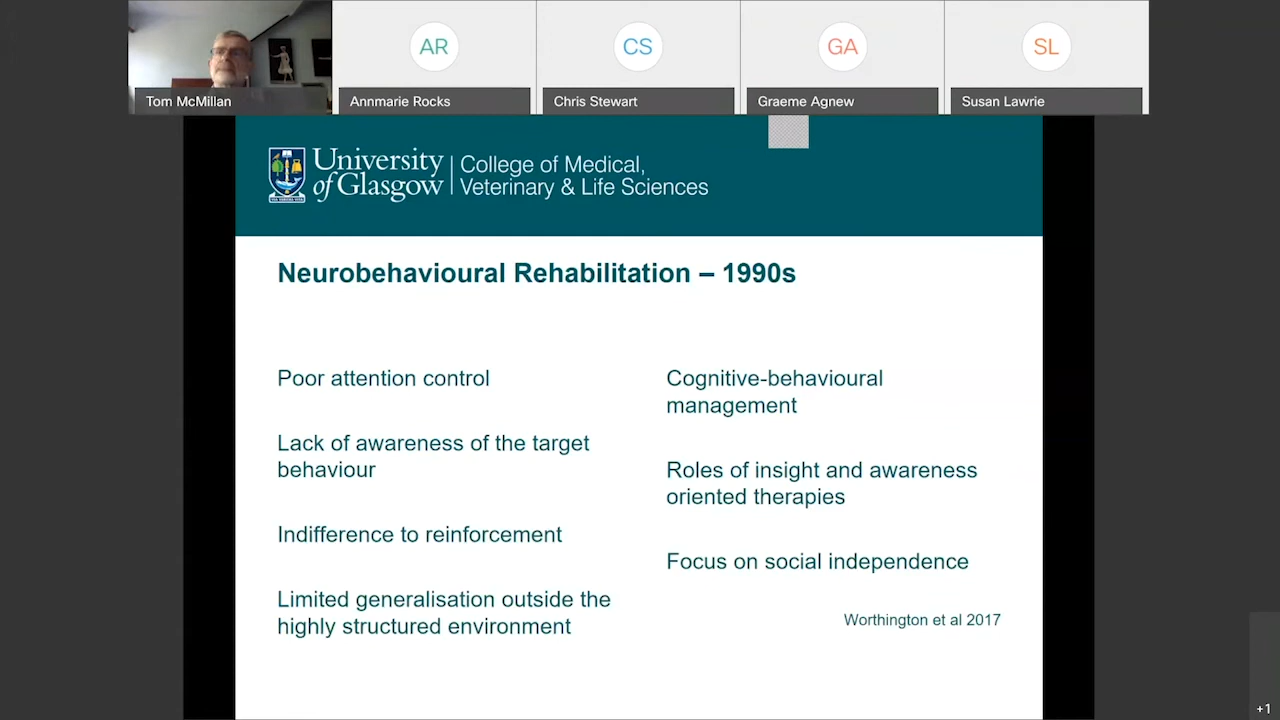 AR
CS
GA
SL
Tom McMillan
Annmarie Rocks
Chris Stewart
Graeme Agnew
Susan Lawrie
University
of Glasgow
College of Medical,
Veterinary & Life Sciences
Neurobehavioural Rehabilitation – 1990s
Poor attention control
Lack of awareness of the target
behaviour
Indifference to reinforcement
Limited generalisation outside the
highly structured environment
Cognitive-behavioural
management
Roles of insight and awareness
oriented therapies
Focus on social independence
Worthington et al 2017
+1